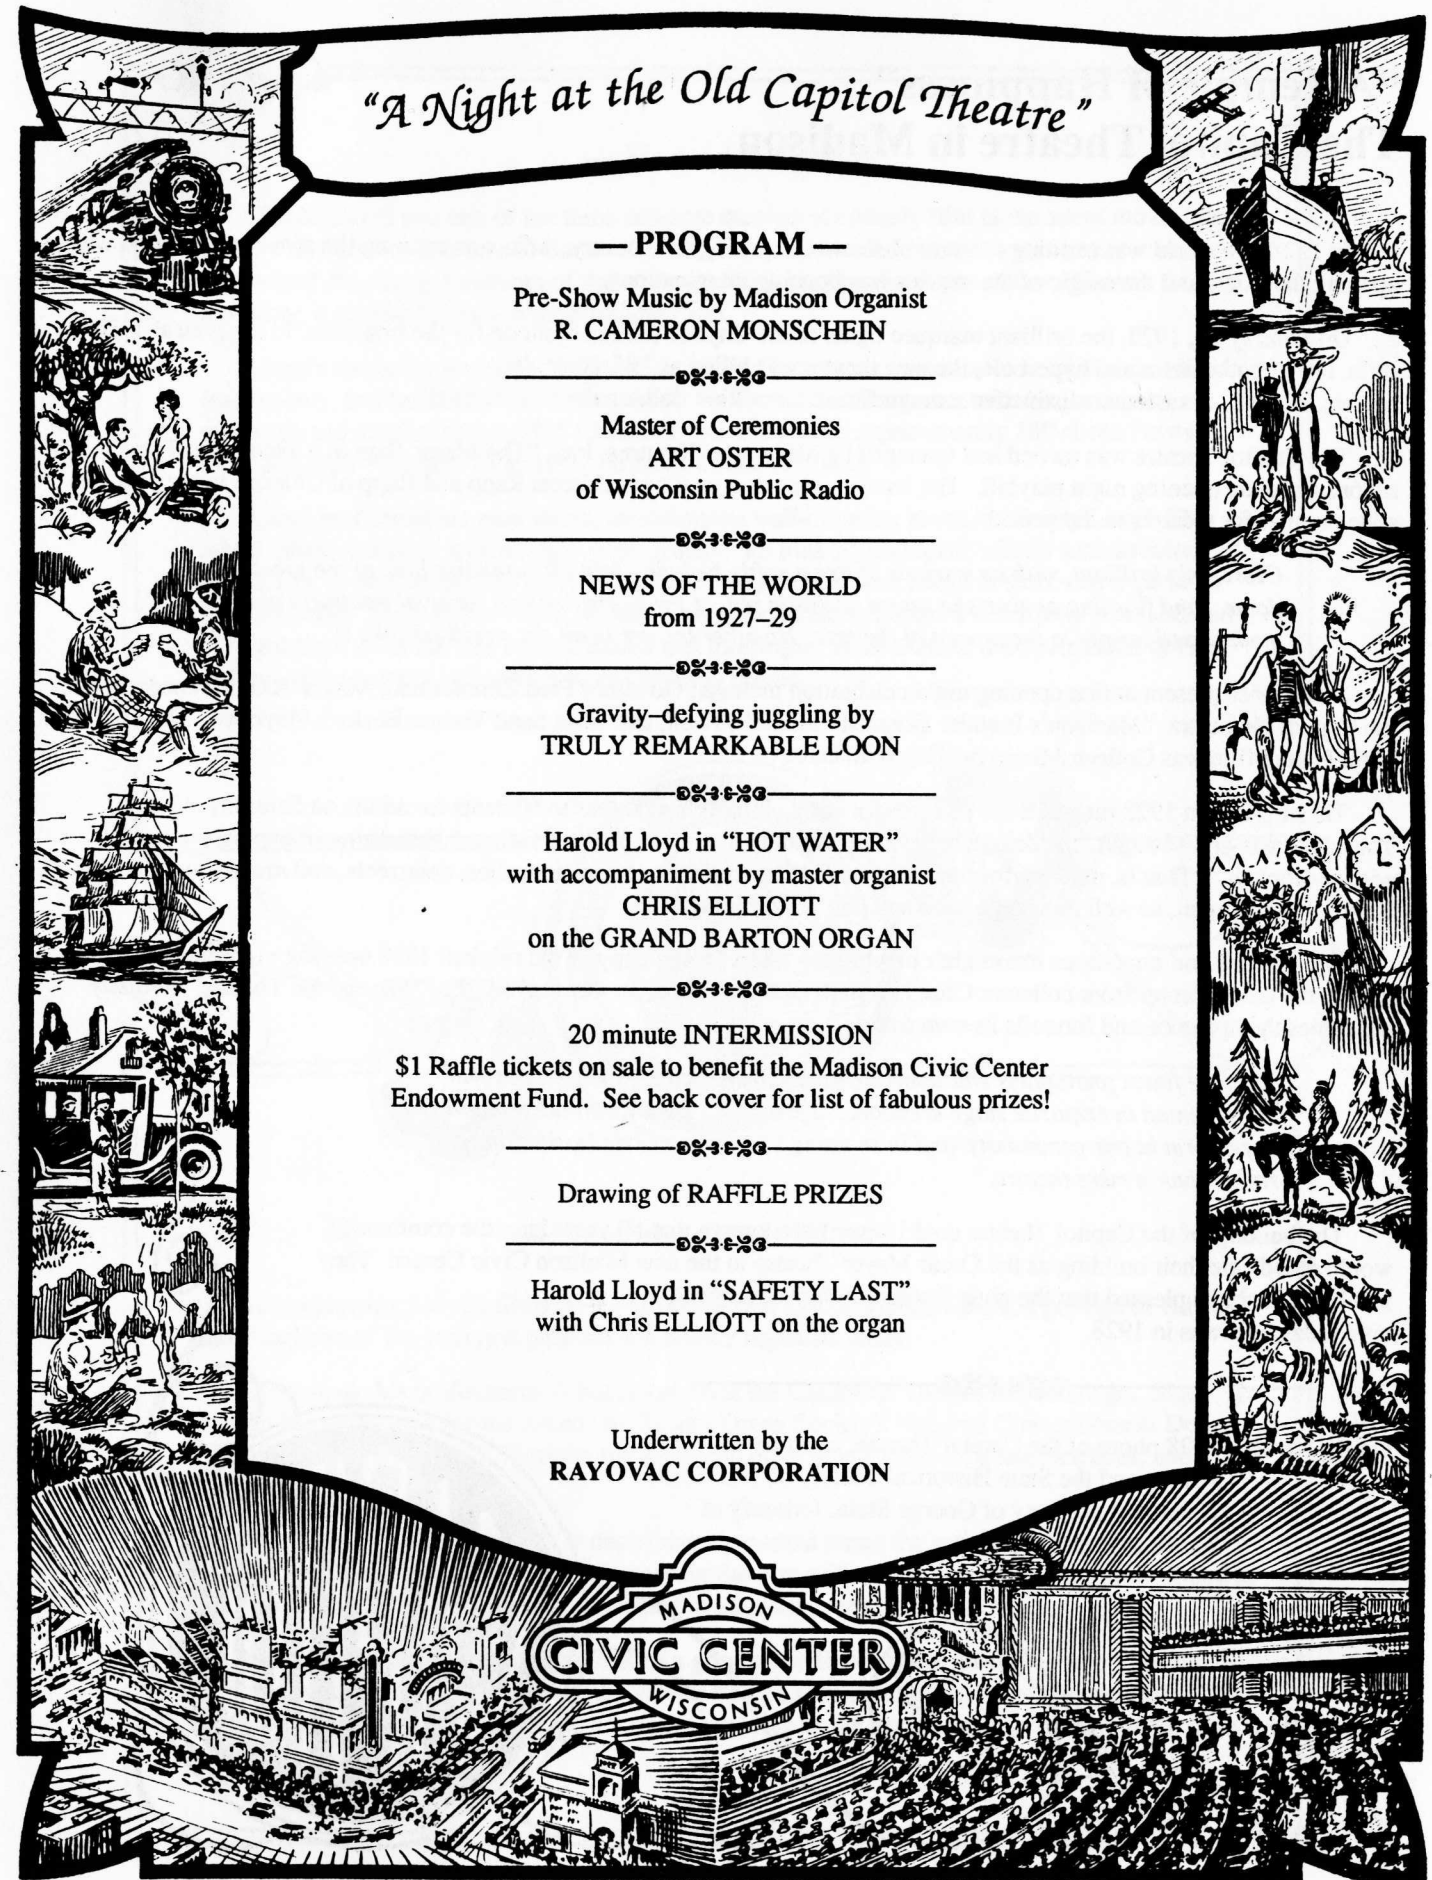 “A Night at the Old Capitol Theatre”
PROGRAM
Pre-Show Music by Madison Organist
R. CAMERON MONSCHEIN
Master of Ceremonies
ART OSTER
of Wisconsin Public Radio
NEWS OF THE WORLD
from 1927–29
Gravity–defying juggling by
TRULY REMARKABLE LOON
Harold Lloyd in “HOT WATER”
with accompaniment by master organist
CHRIS ELLIOTT
on the GRAND BARTON ORGAN
20 minute INTERMISSION
$1 Raffle tickets on sale to benefit the Madison Civic Center
Endowment Fund. See back cover for list of fabulous prizes!
Drawing of RAFFLE PRIZES
Harold Lloyd in “SAFETY LAST”
with Chris ELLIOTT on the organ
Underwritten by the
RAYOVAC CORPORATION
MADISON
CIVIC CENTER
WISCONSIN